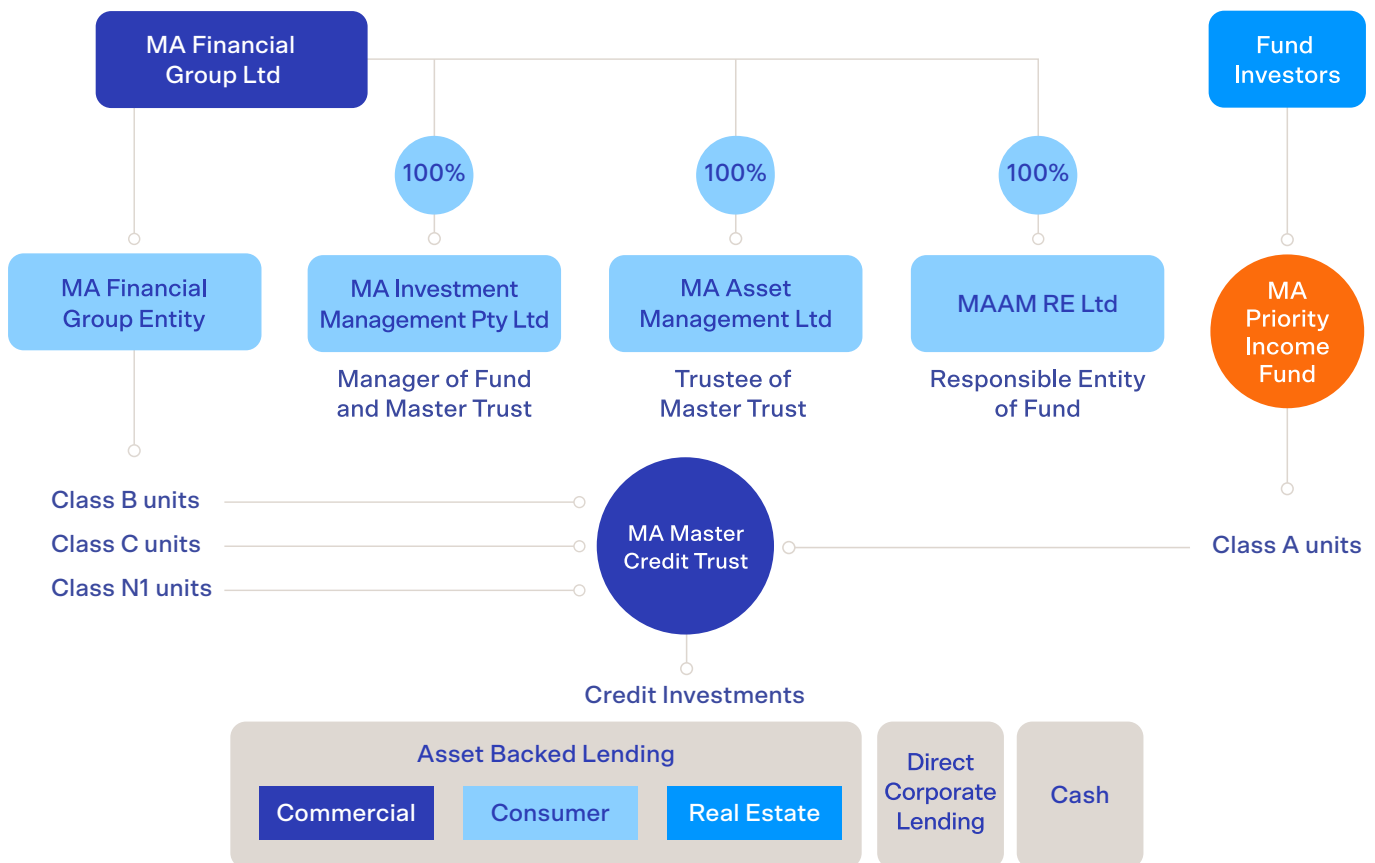 MA Financial
Group Ltd
Fund
Investors
100%
100%
100%
MA Financial
Group Entity
MA Investment
Management Pty Ltd
MA Asset
Management Ltd
MAAM RE Ltd
MA
Priority
Income
Fund
Manager of Fund
and Master Trust
Trustee of
Master Trust
Responsible Entity
of Fund
Class B units
Class C units
Class N1 units
MA Master
Credit Trust
Class A units
Credit Investments
Asset Backed Lending
Commercial
Consumer
Real Estate
Direct
Corporate
Lending
Cash